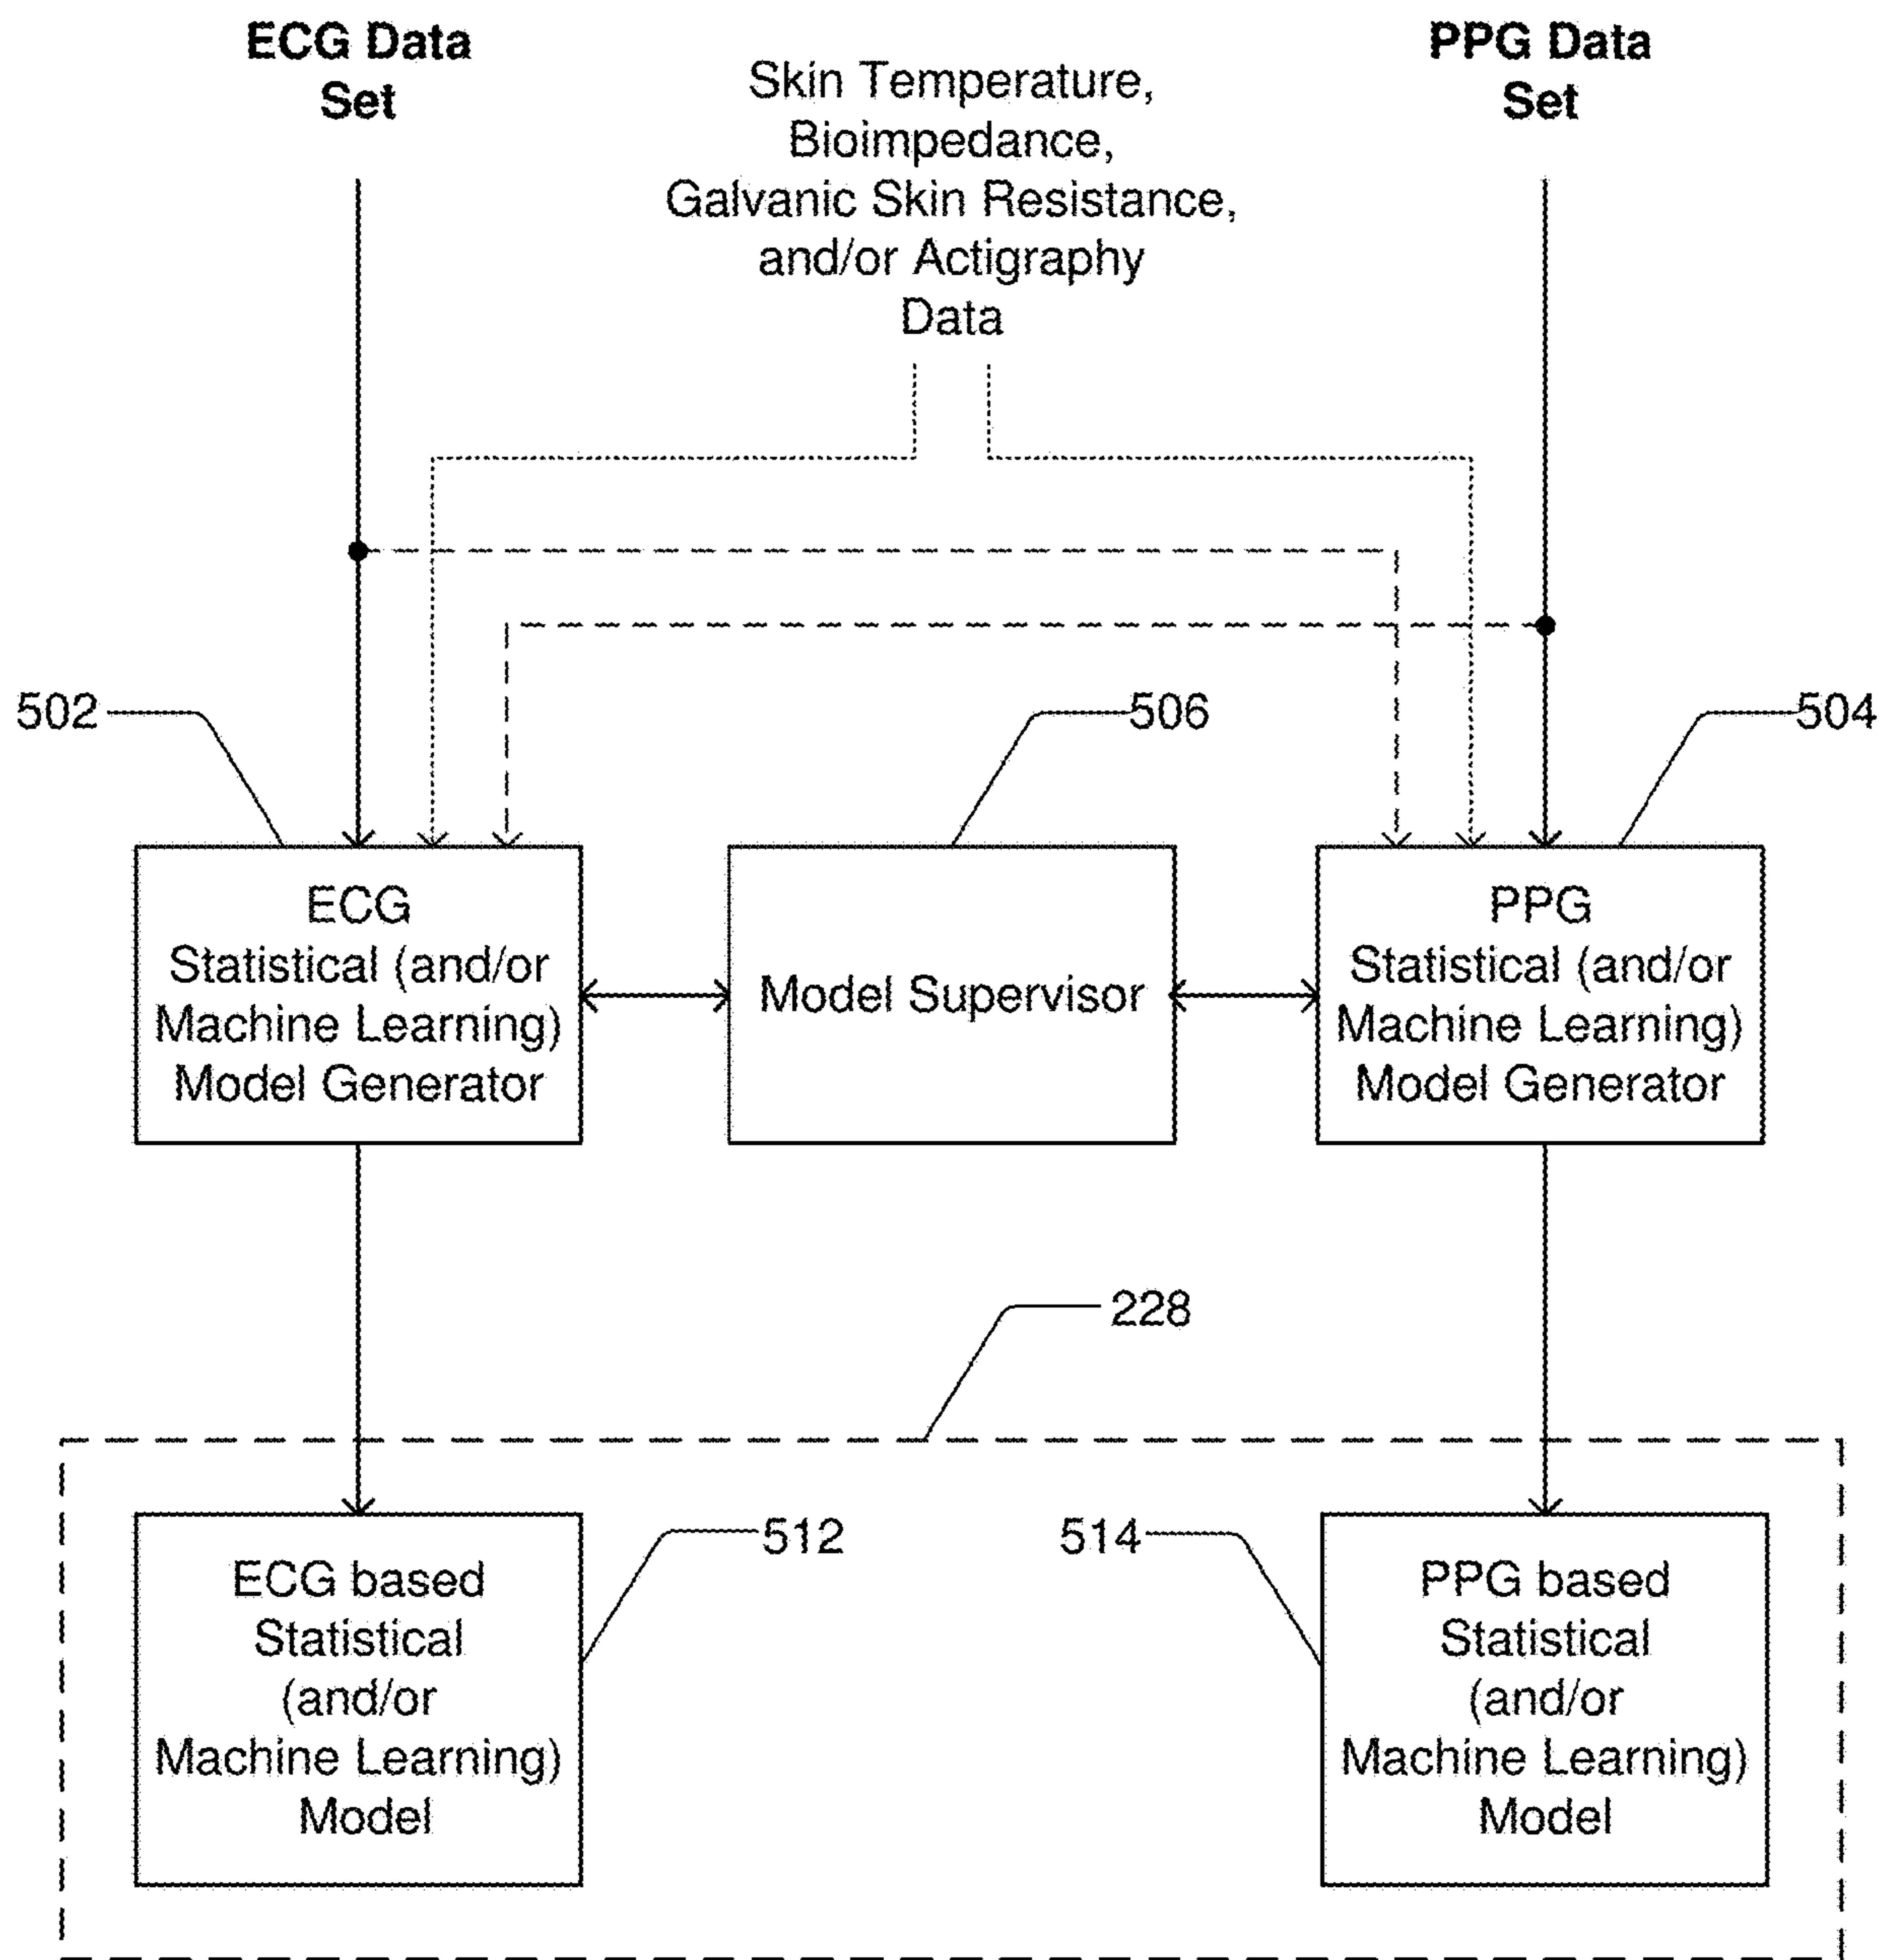 ECG Data
Set
Skin Temperature,
Bioimpedance,
Galvanic Skin Resistance,
and/or Actigraphy
Data
PPG Data
Set
502
506
504
ECG
Statistical (and/or
Machine Learning)
Model Generator
Model Supervisor
PPG
Statistical (and/or
Machine Learning)
Model Generator
228
512
514
ECG based
Statistical
(and/or
Machine Learning)
Model
PPG based
Statistical
(and/or
Machine Learning)
Model